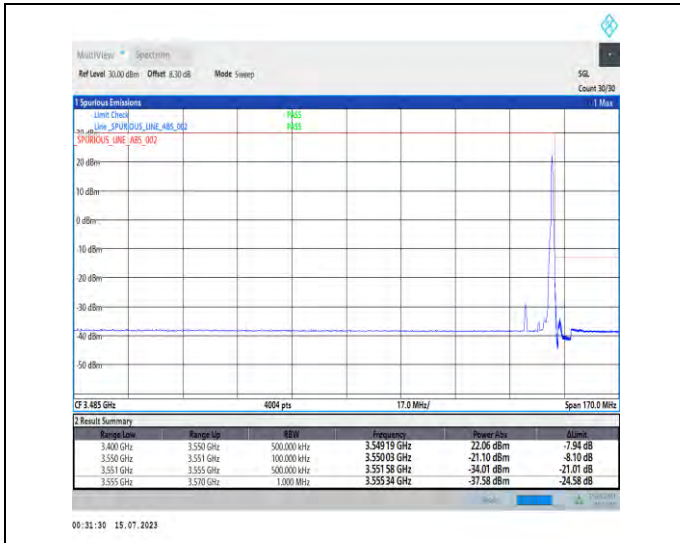 MultiView Spectrum
Ref Level 30.00 dBm Offset 8.30 dB Mode Sweep SGL
Count 30/30
1 Spurious Emissions 1 Max
Limit Check PASS
Line _SPURIOUS_LINE_ABS_002 PASS
SPURIOUS_LINE_ABS_002
20 dBm
10 dBm
0 dBm
-10 dBm
-20 dBm
-30 dBm
-40 dBm
-50 dBm
CF 3.485 GHz 4004 pts 17.0 MHz/ Span 170.0 MHz
2 Result Summary
Range Low Range Up RBW Frequency Power Abs ΔLimit
3.400 GHz 3.550 GHz 500.000 kHz 3.549 19 GHz 22.06 dBm -7.94 dB
3.550 GHz 3.551 GHz 100.000 kHz 3.550 03 GHz -21.10 dBm -8.10 dB
3.551 GHz 3.555 GHz 500.000 kHz 3.551 58 GHz -34.01 dBm -21.01 dB
3.555 GHz 3.570 GHz 1.000 MHz 3.555 34 GHz -37.58 dBm -24.58 dB
00:31:30 15.07.2023